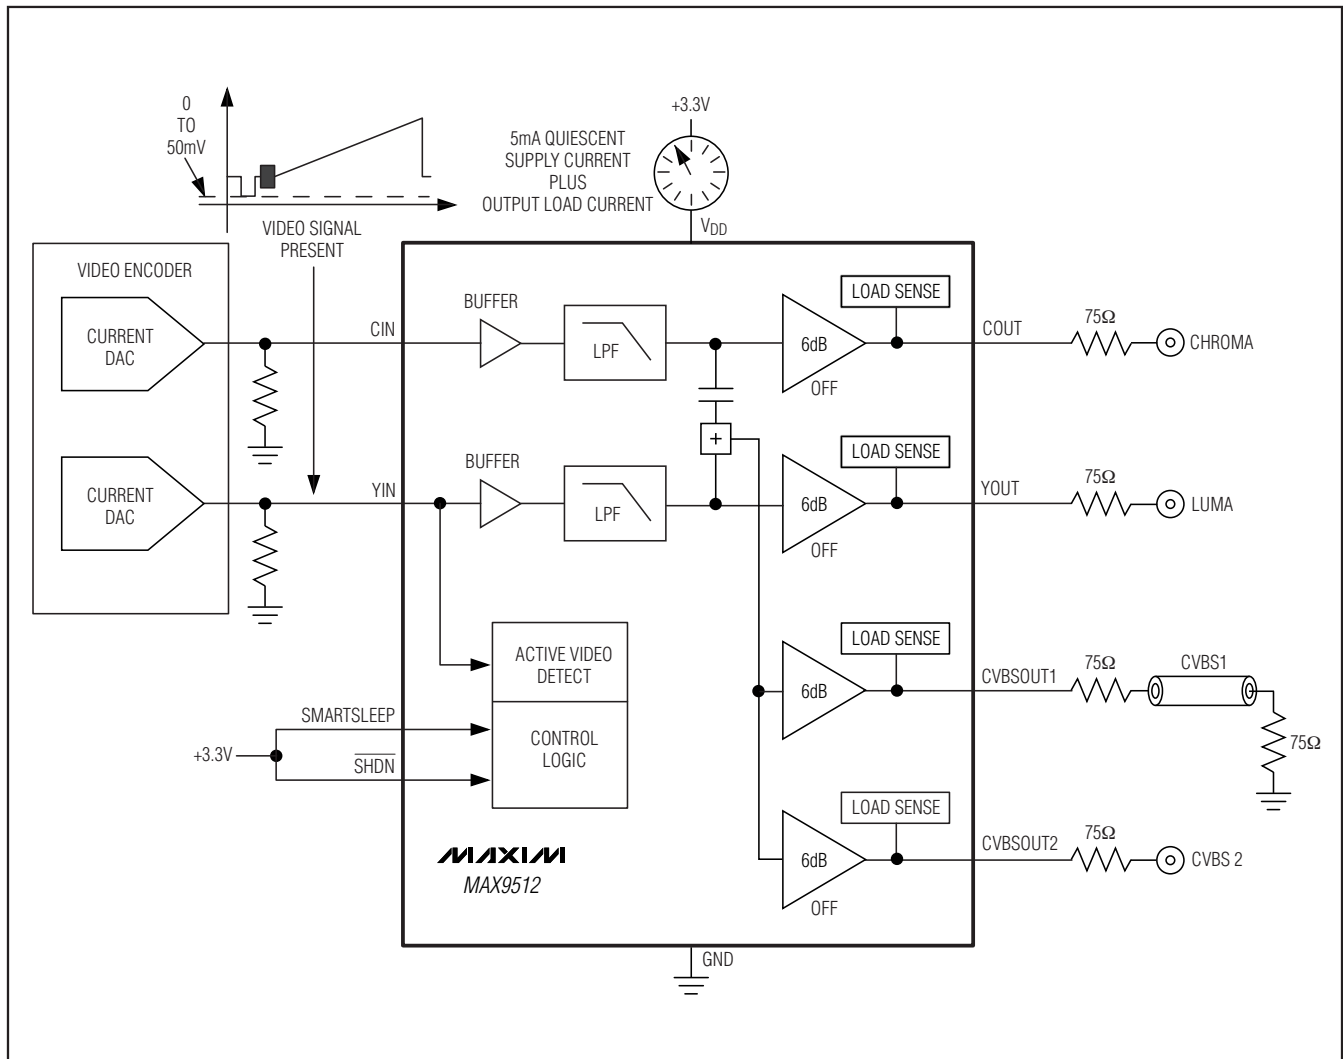 0
TO
50mV
5mA QUIESCENT
SUPPLY CURRENT
PLUS
OUTPUT LOAD CURRENT
+3.3V
VDD
VIDEO SIGNAL
PRESENT
VIDEO ENCODER
CURRENT
DAC
CIN
BUFFER
LPF
6dB
OFF
LOAD SENSE
COUT
75Ω
CHROMA
+
CURRENT
DAC
YIN
BUFFER
LPF
6dB
OFF
LOAD SENSE
YOUT
75Ω
LUMA
ACTIVE VIDEO
DETECT
CONTROL
LOGIC
SMARTSLEEP
+3.3V
SHDN
6dB
LOAD SENSE
CVBSOUT1
75Ω
CVBS1
75Ω
6dB
OFF
LOAD SENSE
CVBSOUT2
75Ω
CVBS 2
MAXIM
MAX9512
GND